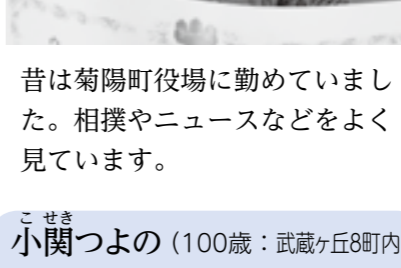 昔は菊陽町役場に勤めていまし
た。相撲やニュースなどをよく
見ています。
こ せき
小関つよの（100歳：武蔵ヶ丘8町内